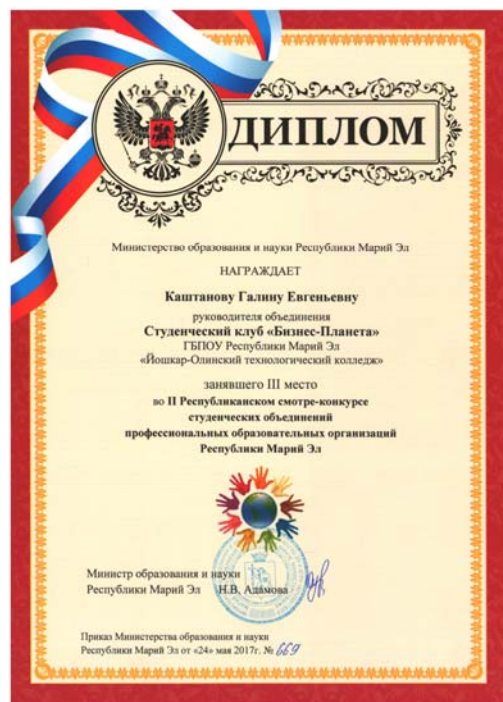 ДИПЛОМ
Министерство образования и науки Республики Марий Эл
НАГРАЖДАЕТ
Каштанову Галину Евгеньевну
руководителя объединения
Студенческий клуб «Бизнес-Планета»
ГБПОУ Республики Марий Эл
«Йошкар-Олинский технологический колледж»
занявшего III место
во II Республиканском смотре-конкурсе
студенческих объединений
профессиональных образовательных организаций
Республики Марий Эл
Министр образования и науки
Республики Марий Эл Н.В. Адамова
Приказ Министерства образования и науки
Республики Марий Эл от «24» мая 2017г. № 669